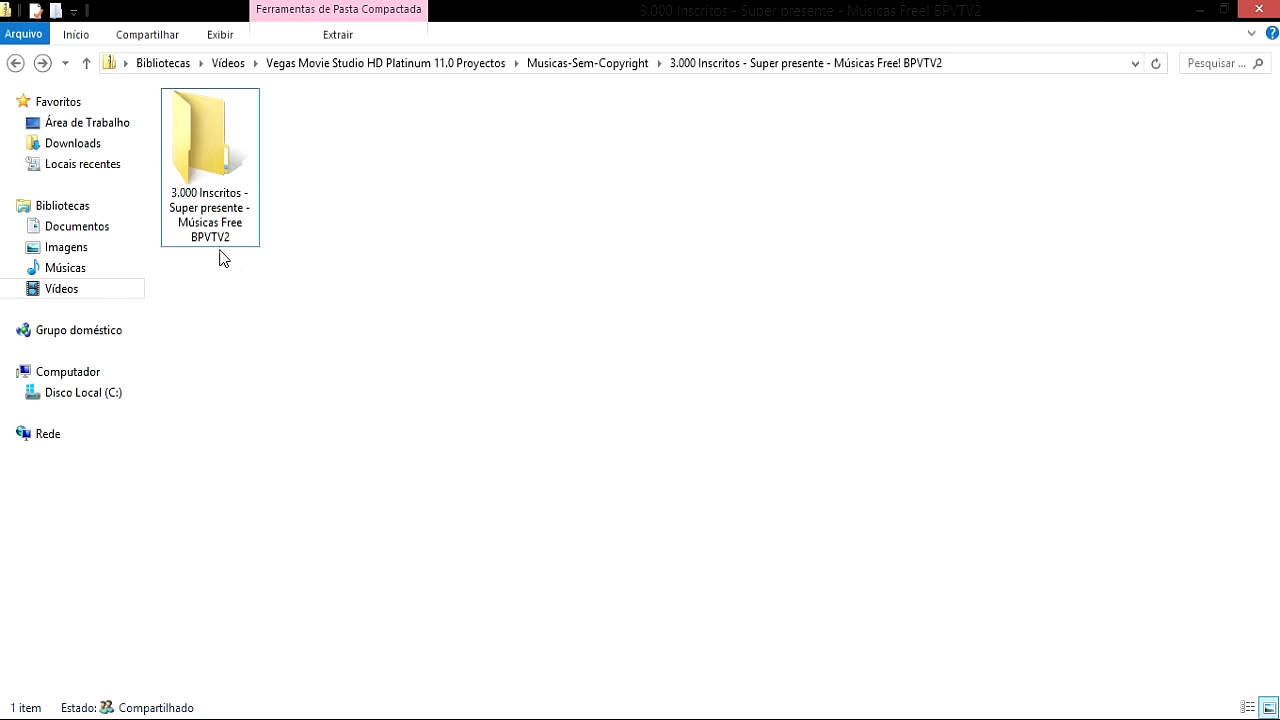 Ferramentas de Pasta Compactada
3.000 Inscritos - Super presente - Músicas Free! BPVTV2
Arquivo Início Compartilhar Exibir Extrair
Bibliotecas Vídeos Vegas Movie Studio HD Platinum 11.0 Proyectos Musicas-Sem-Copyright 3.000 Inscritos - Super presente - Músicas Free! BPVTV2 Pesquisar ...
Favoritos
Área de Trabalho
Downloads
Locais recentes
Bibliotecas
Documentos
Imagens
Músicas
Vídeos
Grupo doméstico
Computador
Disco Local (C:)
Rede
3.000 Inscritos -
Super presente -
Músicas Free
BPVTV2
1 item Estado: Compartilhado